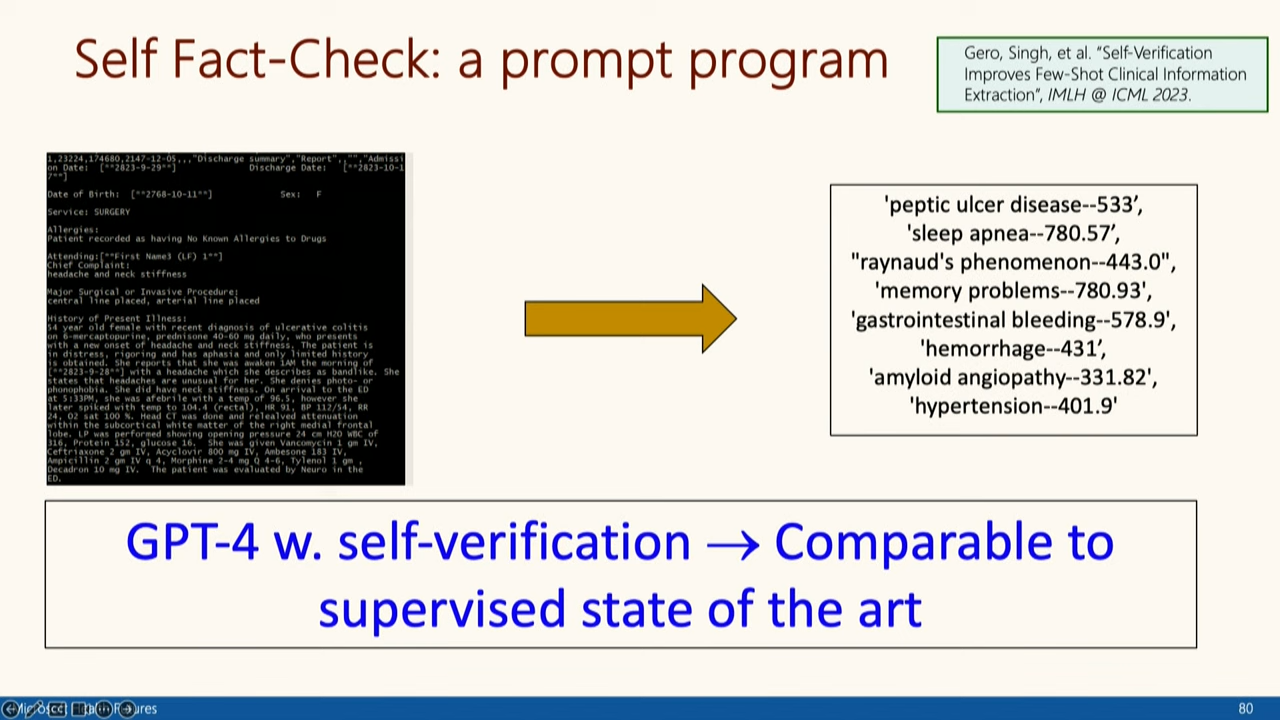 Self Fact-Check: a prompt program
Gero, Singh, et al. “Self-Verification
Improves Few-Shot Clinical Information
Extraction”, IMLH @ ICML 2023.
1,23224,174680,2147-12-05,,,"Discharge summary","Report",,"","Admissi
on Date: [**2823-9-29**] Discharge Date: [**2823-10-1
7**]
Date of Birth: [**2768-10-11**] Sex: F
Service: SURGERY
Allergies:
Patient recorded as having No Known Allergies to Drugs
Attending:[**First Name3 (LF) 1**]
Chief Complaint:
headache and neck stiffness
Major Surgical or Invasive Procedure:
central line placed, arterial line placed
History of Present Illness:
54 year old female with recent diagnosis of ulcerative colitis
on 6-mercaptopurine, prednisone 40-60 mg daily, who presents
with a new onset of headache and neck stiffness. The patient is
in distress, rigoring and has aphasia and only limited history
is obtained. She reports that she was awaken 1AM the morning of
[**2823-9-28**] with a headache which she describes as bandlike. She
states that headaches are unusual for her. She denies photo- or
phonophobia. She did have neck stiffness. On arrival to the ED
at 5:33PM, she was afebrile with a temp of 96.5, however she
later spiked with temp to 104.4 (rectal), HR 91, BP 112/54, RR
24, O2 sat 100 %. Head CT was done and relealved attenuation
within the subcortical white matter of the right medial frontal
lobe. LP was performed showing opening pressure 24 cm H2O WBC of
316, Protein 152, glucose 16. She was given Vancomycin 1 gm IV,
Ceftriaxone 2 gm IV, Acyclovir 800 mg IV, Ambesone 183 IV,
Ampicillin 2 gm IV q 4, Morphine 2-4 mg Q 4-6, Tylenol 1 gm ,
Decadron 10 mg IV. The patient was evaluated by Neuro in the
ED.
'peptic ulcer disease--533’,
'sleep apnea--780.57’,
"raynaud's phenomenon--443.0",
'memory problems--780.93',
'gastrointestinal bleeding--578.9',
'hemorrhage--431’,
'amyloid angiopathy--331.82',
'hypertension--401.9'
GPT-4 w. self-verification → Comparable to
supervised state of the art
80